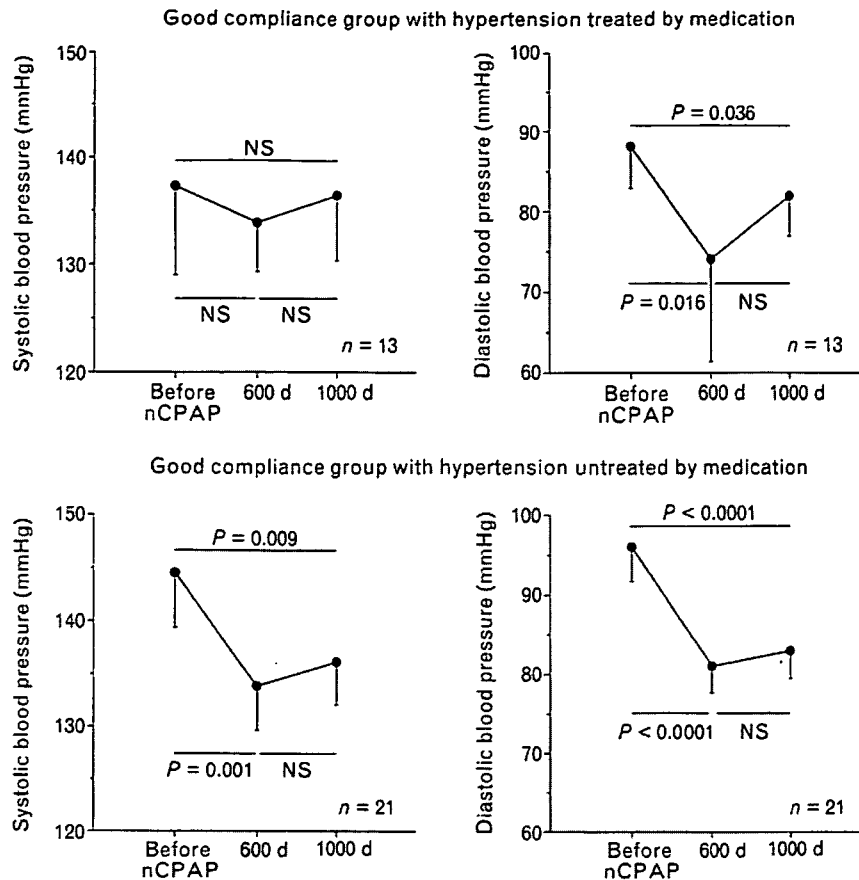 Good compliance group with hypertension treated by medication
Systolic blood pressure (mmHg)
150
140
130
120
NS
NS
NS
n = 13
Before
nCPAP
600 d
1000 d
Diastolic blood pressure (mmHg)
100
90
80
70
60
P = 0.036
P = 0.016
NS
n = 13
Before
nCPAP
600 d
1000 d
Good compliance group with hypertension untreated by medication
Systolic blood pressure (mmHg)
150
140
130
120
P = 0.009
P = 0.001
NS
n = 21
Before
nCPAP
600 d
1000 d
Diastolic blood pressure (mmHg)
100
90
80
70
60
P < 0.0001
P < 0.0001
NS
n = 21
Before
nCPAP
600 d
1000 d